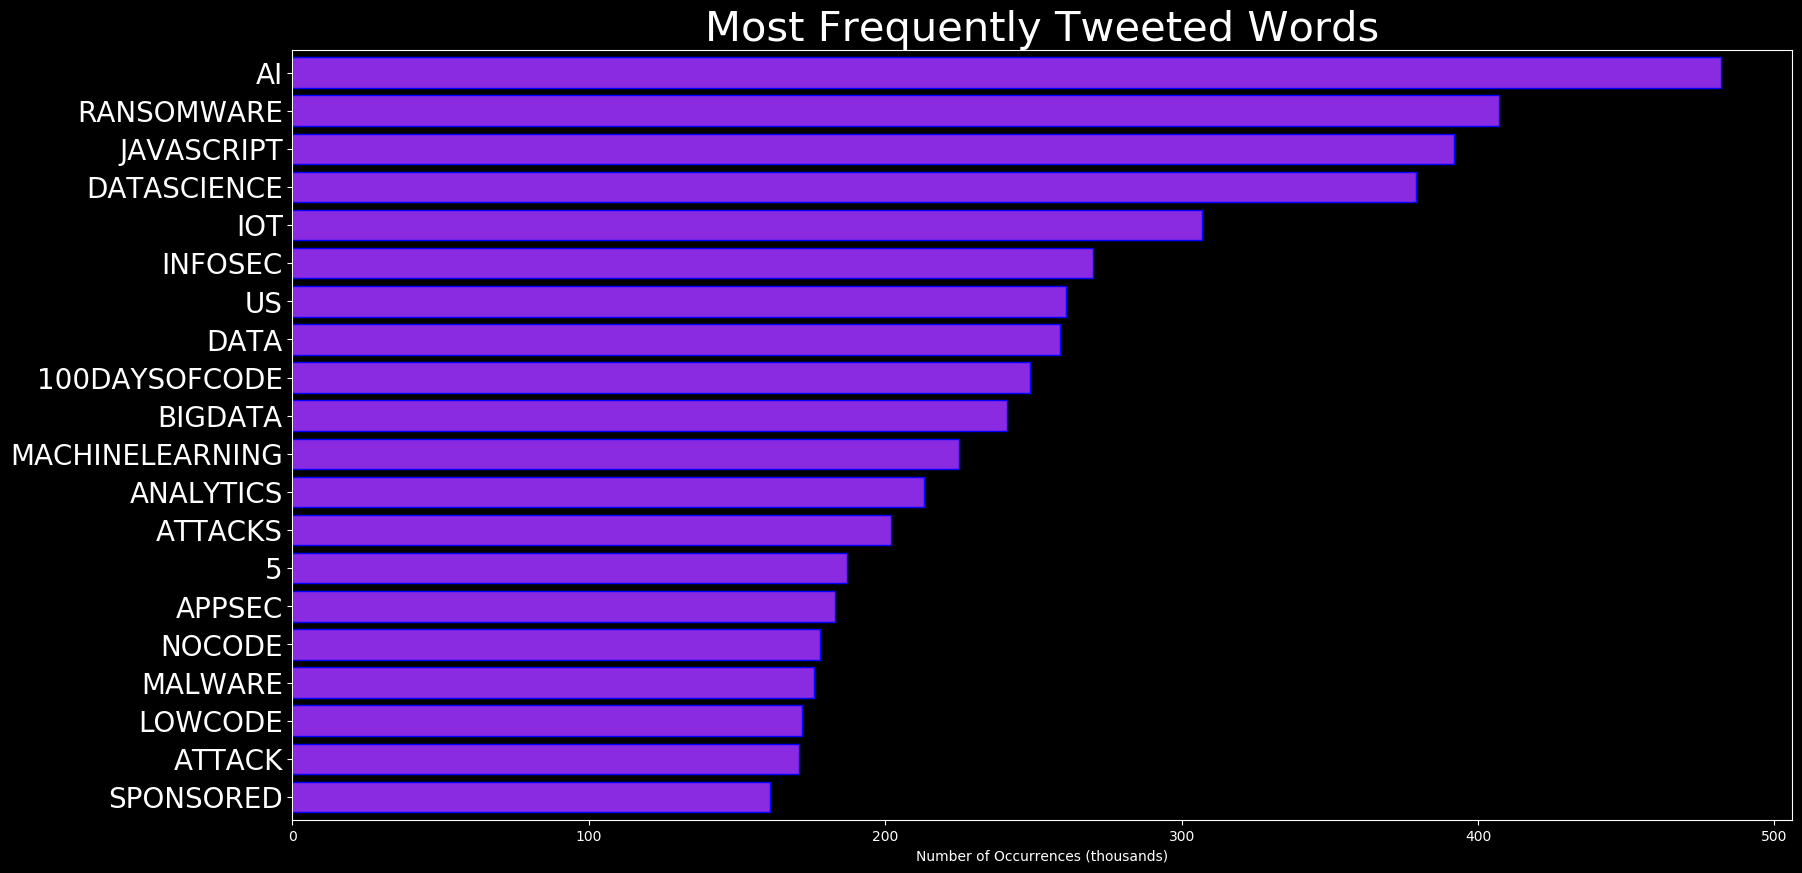 Most Frequently Tweeted Words
AI
RANSOMWARE
JAVASCRIPT
DATASCIENCE
IOT
INFOSEC
US
DATA
100DAYSOFCODE
BIGDATA
MACHINELEARNING
ANALYTICS
ATTACKS
5
APPSEC
NOCODE
MALWARE
LOWCODE
ATTACK
SPONSORED
0 100 200 300 400 500
Number of Occurrences (thousands)